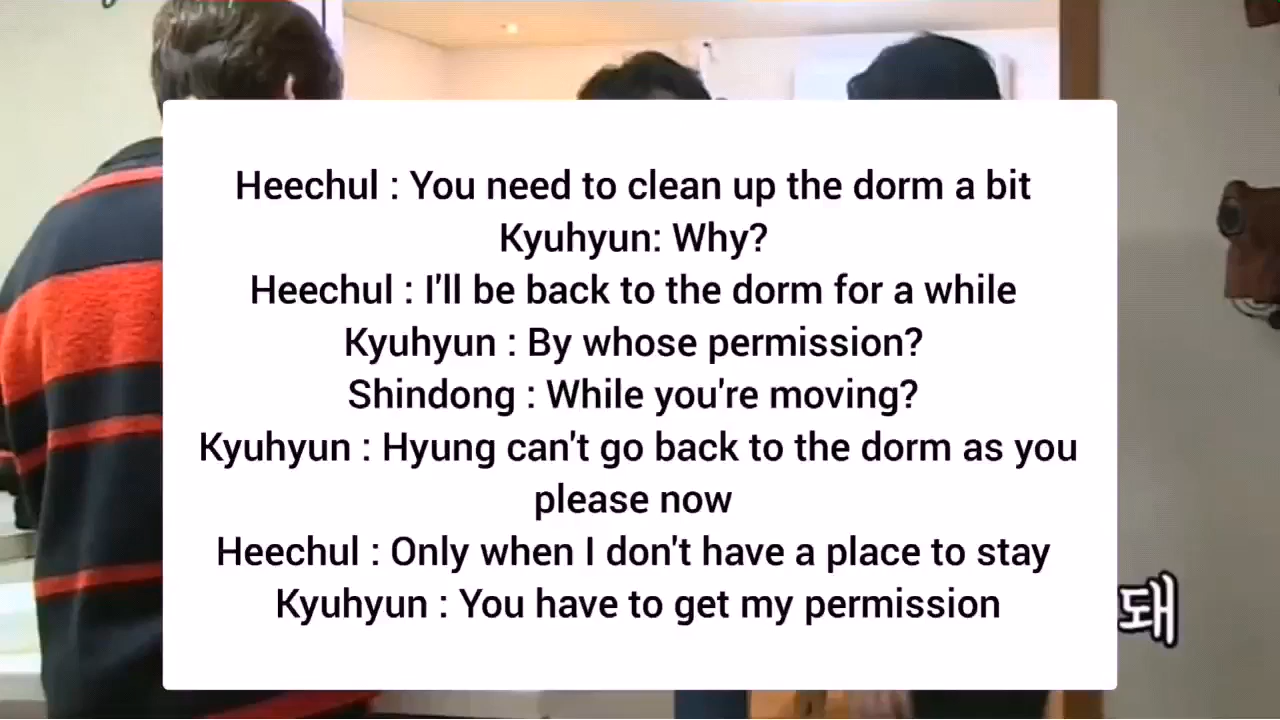 Heechul : You need to clean up the dorm a bit
Kyuhyun: Why?
Heechul : I'll be back to the dorm for a while
Kyuhyun : By whose permission?
Shindong : While you're moving?
Kyuhyun : Hyung can't go back to the dorm as you
please now
Heechul : Only when I don't have a place to stay
Kyuhyun : You have to get my permission
돼